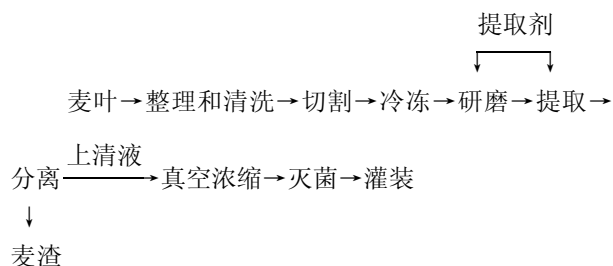 提取剂
麦叶→整理和清洗→切割→冷冻→研磨→提取→
上清液
分离→真空浓缩→灭菌→灌装
↓
麦渣